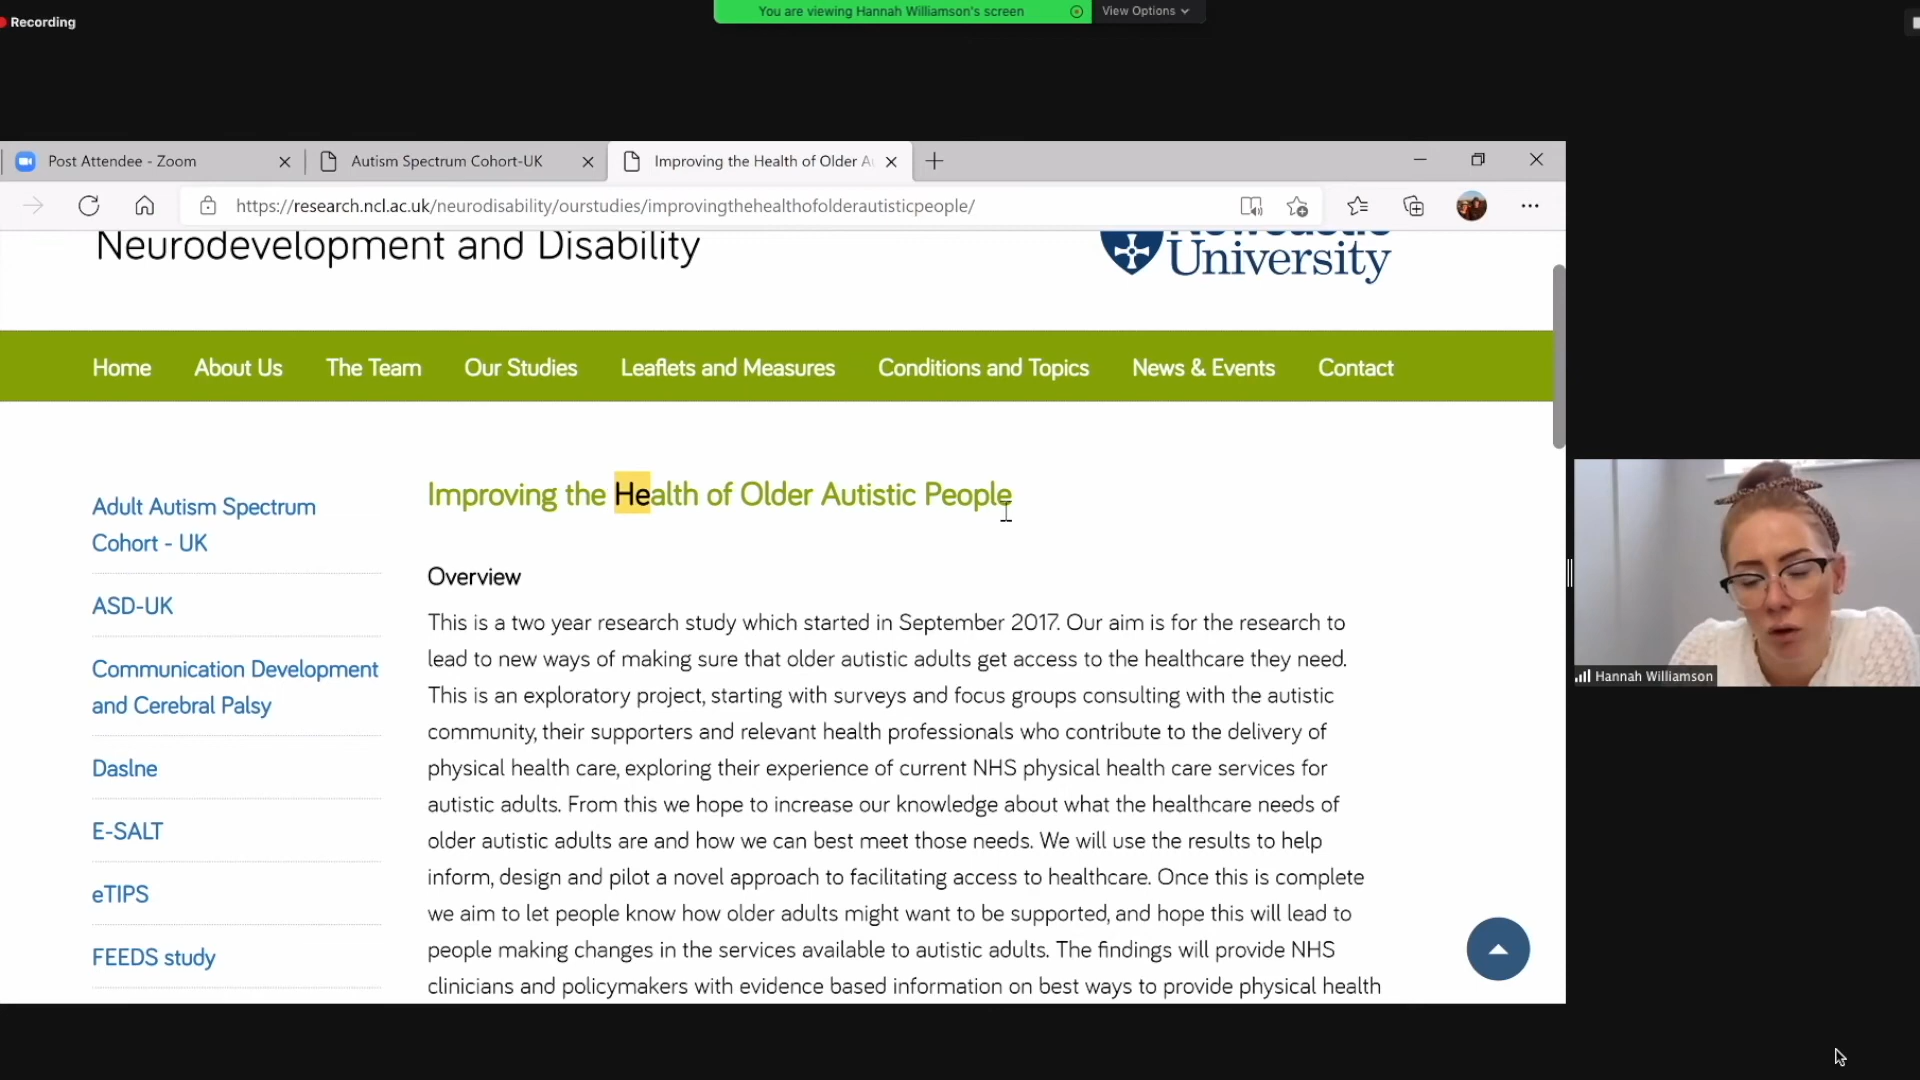 Recording
You are viewing Hannah Williamson's screen
View Options
Post Attendee - Zoom
Autism Spectrum Cohort-UK
Improving the Health of Older A
https://research.ncl.ac.uk/neurodisability/ourstudies/improvingthehealthofolderautisticpeople/
Neurodevelopment and Disability
Newcastle
University
Home
About Us
The Team
Our Studies
Leaflets and Measures
Conditions and Topics
News & Events
Contact
Adult Autism Spectrum
Cohort - UK
ASD-UK
Communication Development
and Cerebral Palsy
Daslne
E-SALT
eTIPS
FEEDS study
Improving the Health of Older Autistic People
Overview
This is a two year research study which started in September 2017. Our aim is for the research to
lead to new ways of making sure that older autistic adults get access to the healthcare they need.
This is an exploratory project, starting with surveys and focus groups consulting with the autistic
community, their supporters and relevant health professionals who contribute to the delivery of
physical health care, exploring their experience of current NHS physical health care services for
autistic adults. From this we hope to increase our knowledge about what the healthcare needs of
older autistic adults are and how we can best meet those needs. We will use the results to help
inform, design and pilot a novel approach to facilitating access to healthcare. Once this is complete
we aim to let people know how older adults might want to be supported, and hope this will lead to
people making changes in the services available to autistic adults. The findings will provide NHS
clinicians and policymakers with evidence based information on best ways to provide physical health
Hannah Williamson